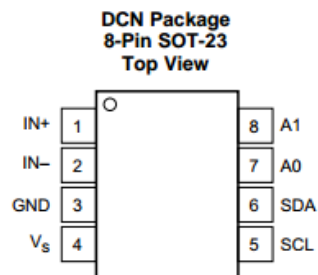 DCN Package
8-Pin SOT-23
Top View
IN+ 1 8 A1
IN– 2 7 A0
GND 3 6 SDA
Vs 4 5 SCL